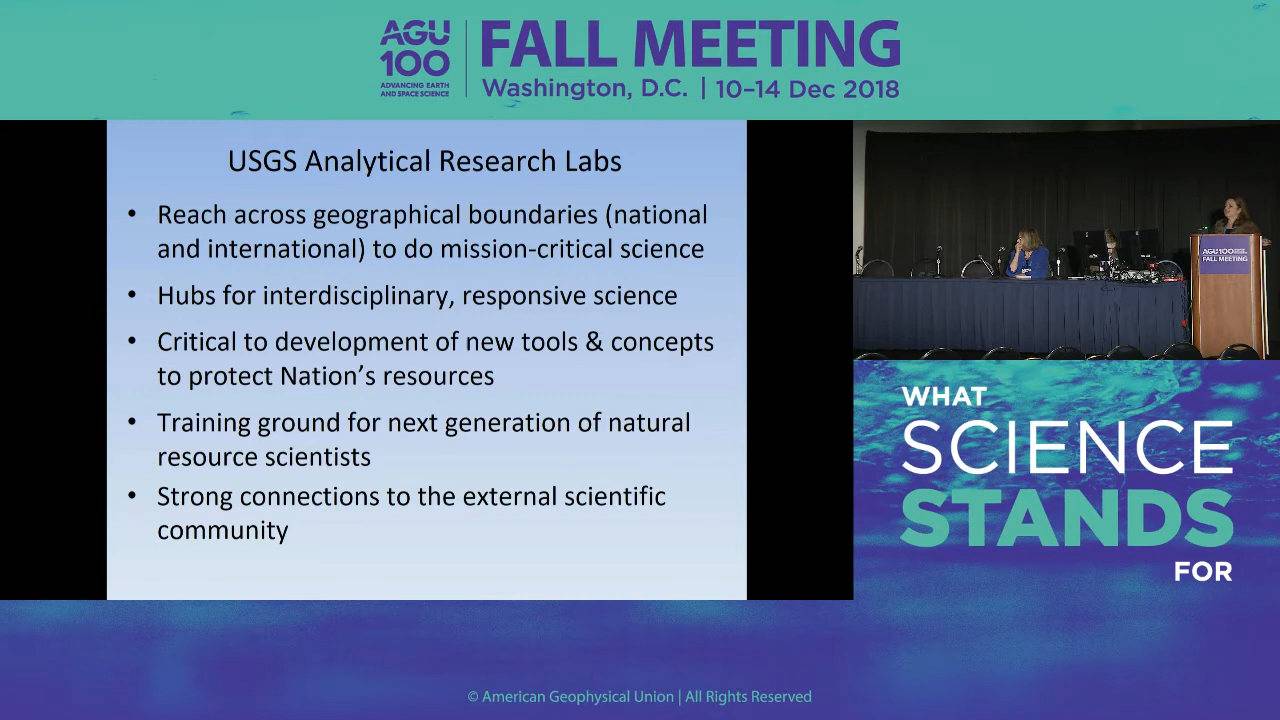 AGU
100
ADVANCING EARTH
AND SPACE SCIENCE
FALL MEETING
Washington, D.C. | 10–14 Dec 2018
USGS Analytical Research Labs
• Reach across geographical boundaries (national
and international) to do mission-critical science
• Hubs for interdisciplinary, responsive science
• Critical to development of new tools & concepts
to protect Nation’s resources
• Training ground for next generation of natural
resource scientists
• Strong connections to the external scientific
community
AGU100
FALL MEETING
WHAT
SCIENCE
STANDS
FOR
© American Geophysical Union | All Rights Reserved